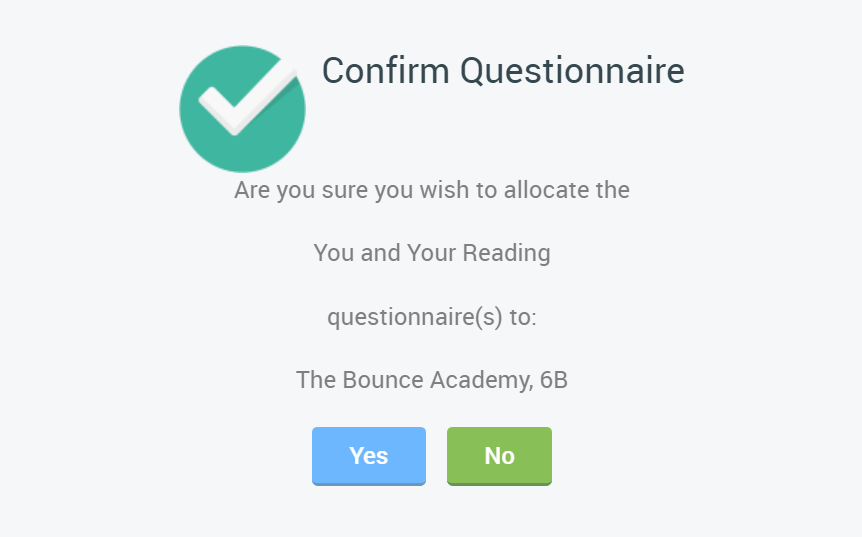 Confirm Questionnaire
Are you sure you wish to allocate the
You and Your Reading
questionnaire(s) to:
The Bounce Academy, 6B
Yes
No